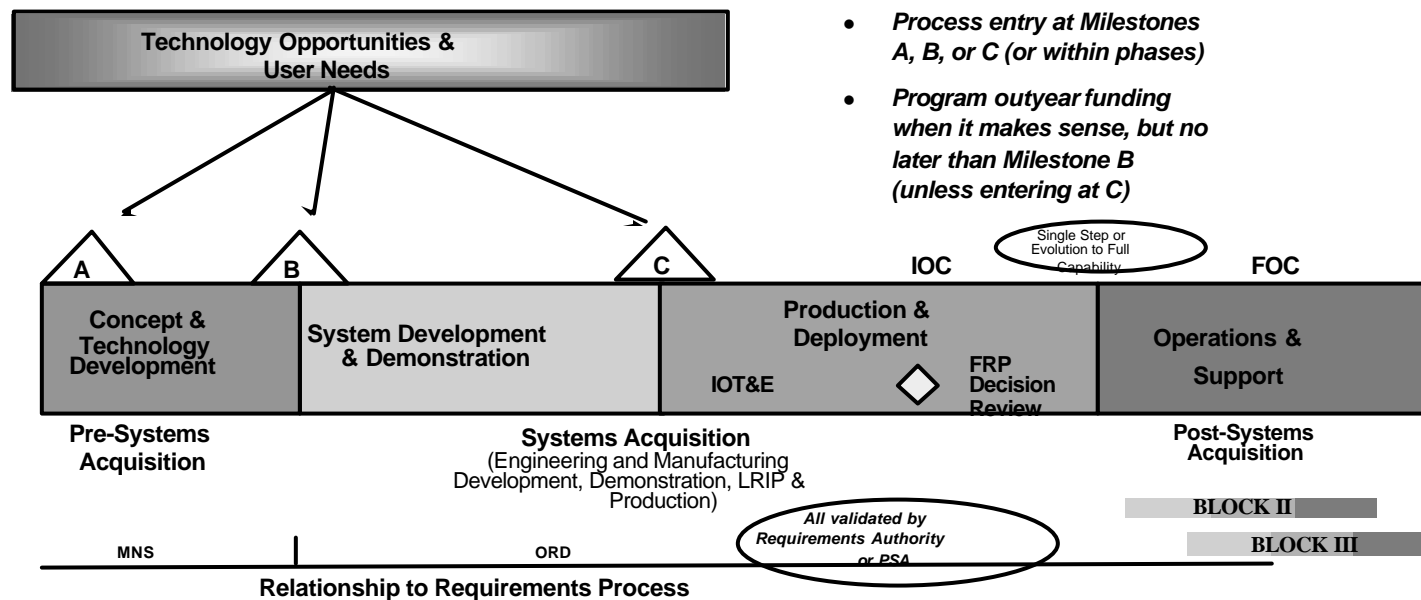 Technology Opportunities &
User Needs
● Process entry at Milestones
A, B, or C (or within phases)
● Program outyear funding
when it makes sense, but no
later than Milestone B
(unless entering at C)
A
B
C
IOC
Single Step or
Evolution to Full
Capability
FOC
Concept &
Technology
Development
System Development
& Demonstration
Production &
Deployment
IOT&E
FRP
Decision
Review
Operations &
Support
Pre-Systems
Acquisition
Systems Acquisition
(Engineering and Manufacturing
Development, Demonstration, LRIP &
Production)
Post-Systems
Acquisition
BLOCK II
BLOCK III
All validated by
Requirements Authority
or PSA
MNS
ORD
Relationship to Requirements Process